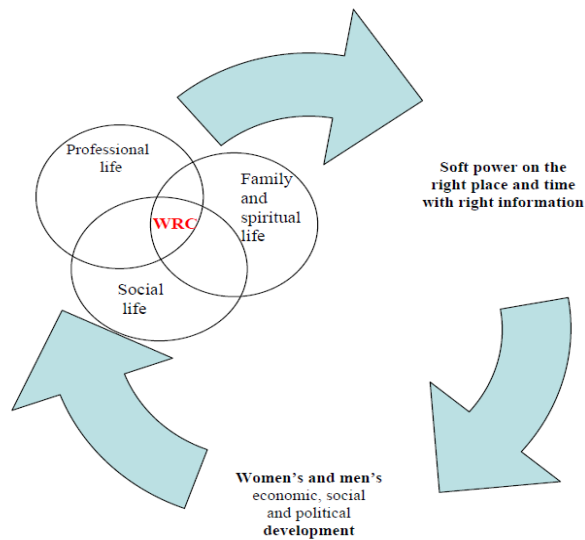 Professional
life
Family
and
spiritual
life
WRC
Social
life
Soft power on the
right place and time
with right information
Women’s and men’s
economic, social
and political
development